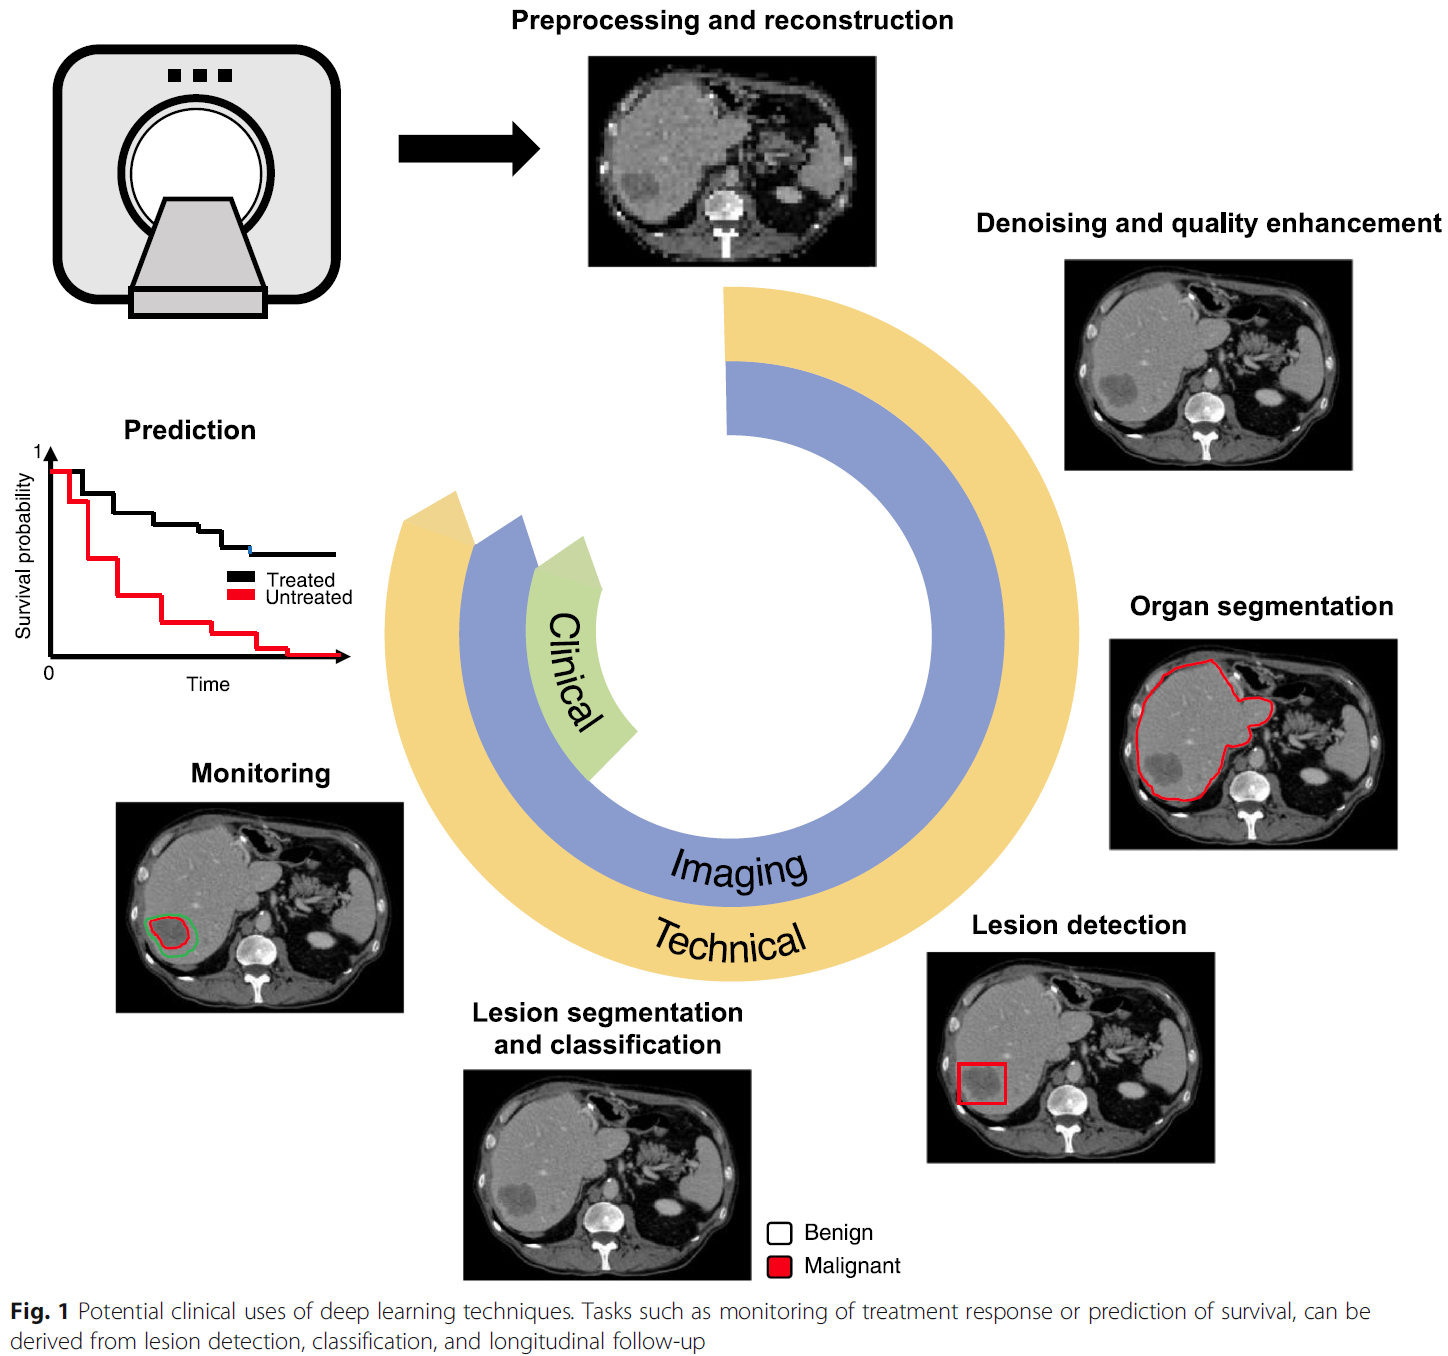 Preprocessing and reconstruction
Denoising and quality enhancement
Prediction
1
Survival probability
Treated
Untreated
0
Time
Organ segmentation
Clinical
Monitoring
Imaging
Technical
Lesion detection
Lesion segmentation
and classification
Benign
Malignant
Fig. 1 Potential clinical uses of deep learning techniques. Tasks such as monitoring of treatment response or prediction of survival, can be
derived from lesion detection, classification, and longitudinal follow-up